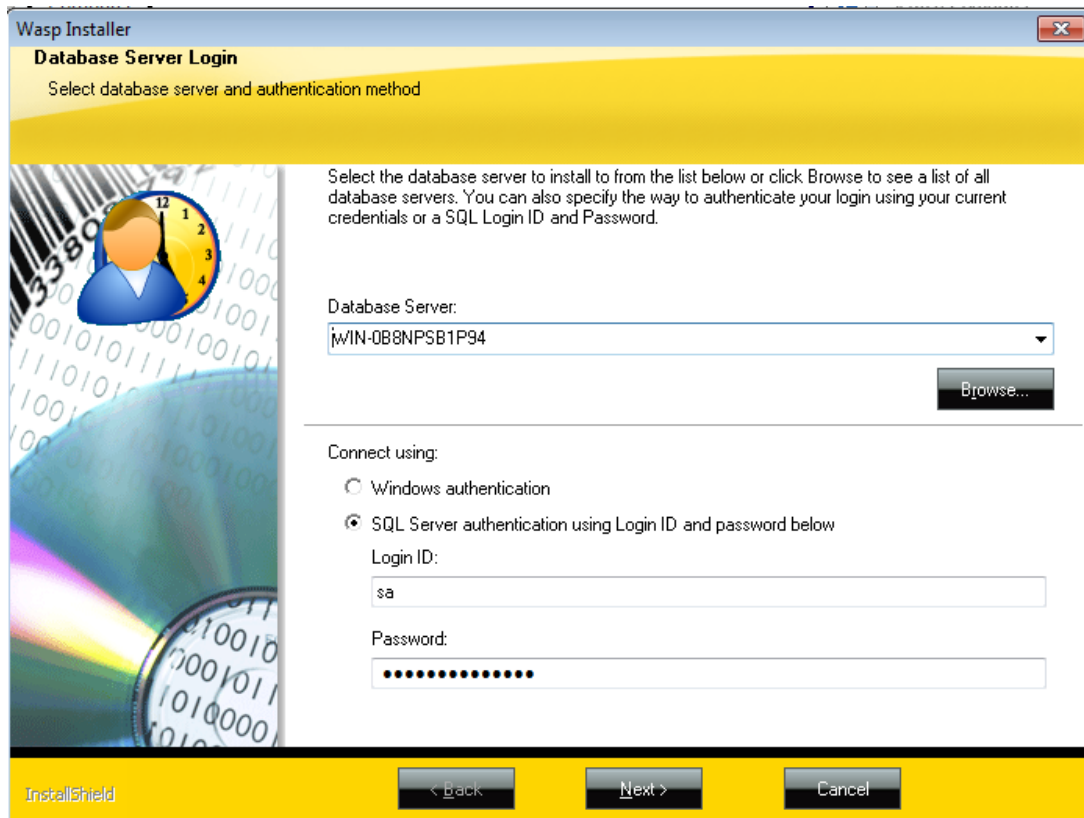 Wasp Installer
Database Server Login
Select database server and authentication method
Select the database server to install to from the list below or click Browse to see a list of all
database servers. You can also specify the way to authenticate your login using your current
credentials or a SQL Login ID and Password.
Database Server:
WIN-0B8NPSB1P94
Browse...
Connect using:
Windows authentication
SQL Server authentication using Login ID and password below
Login ID:
sa
Password:
••••••••••••••
InstallShield
< Back
Next >
Cancel